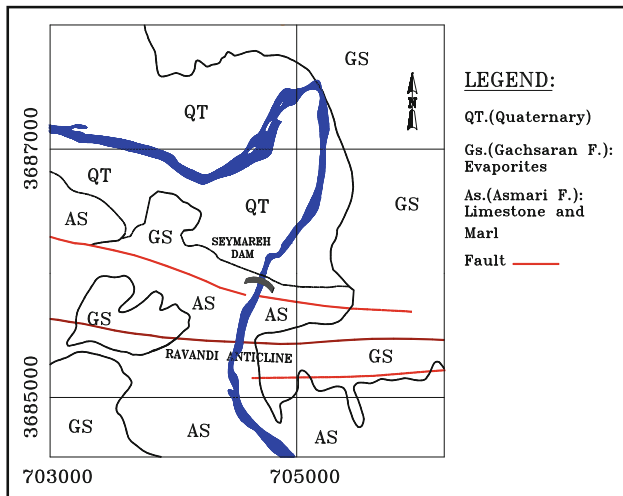 GS
QT
QT
AS
GS
QT
GS
SEYMAREH
DAM
AS
AS
GS
RAVANDI ANTICLINE
GS
GS
AS
AS
3687000
3685000
703000
705000
N
LEGEND:
QT.(Quaternary)
Gs.(Gachsaran F.):
Evaporites
As.(Asmari F.):
Limestone and
Marl
Fault